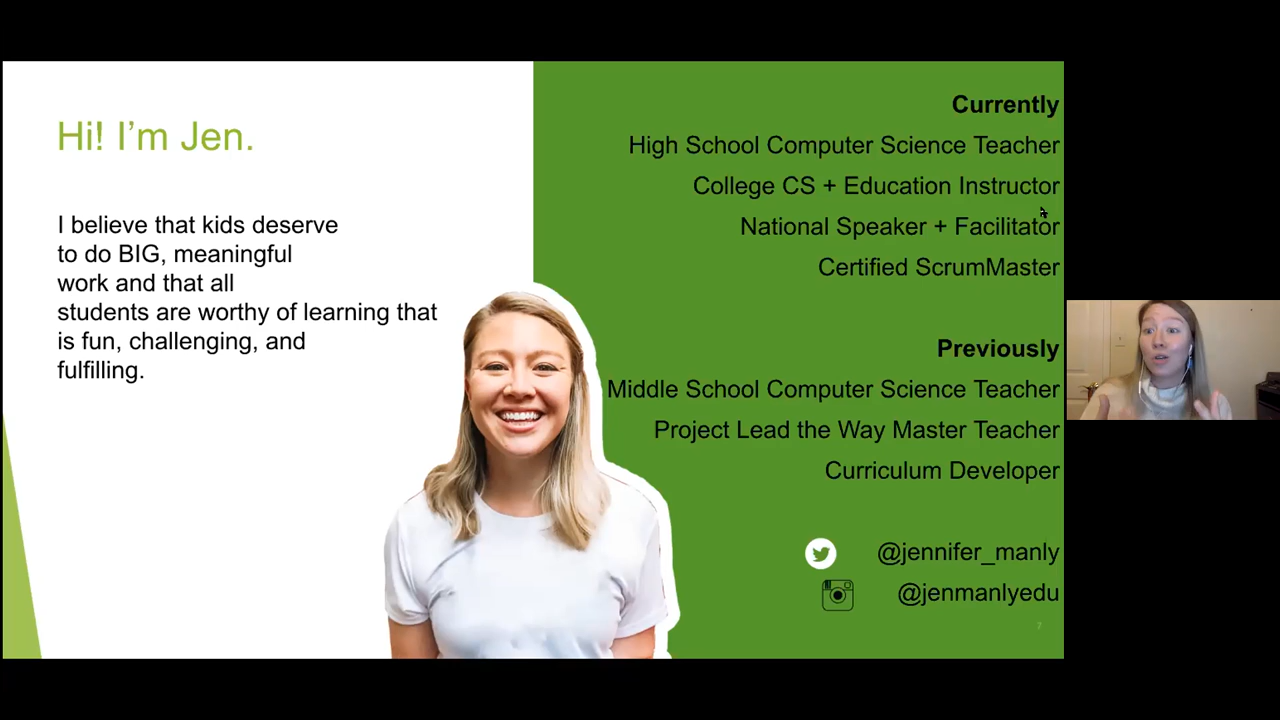 Hi! I'm Jen.
I believe that kids deserve
to do BIG, meaningful
work and that all
students are worthy of learning that
is fun, challenging, and
fulfilling.
Currently
High School Computer Science Teacher
College CS + Education Instructor
National Speaker + Facilitator
Certified ScrumMaster
Previously
Middle School Computer Science Teacher
Project Lead the Way Master Teacher
Curriculum Developer
@jennifer_manly
@jenmanlyedu
7